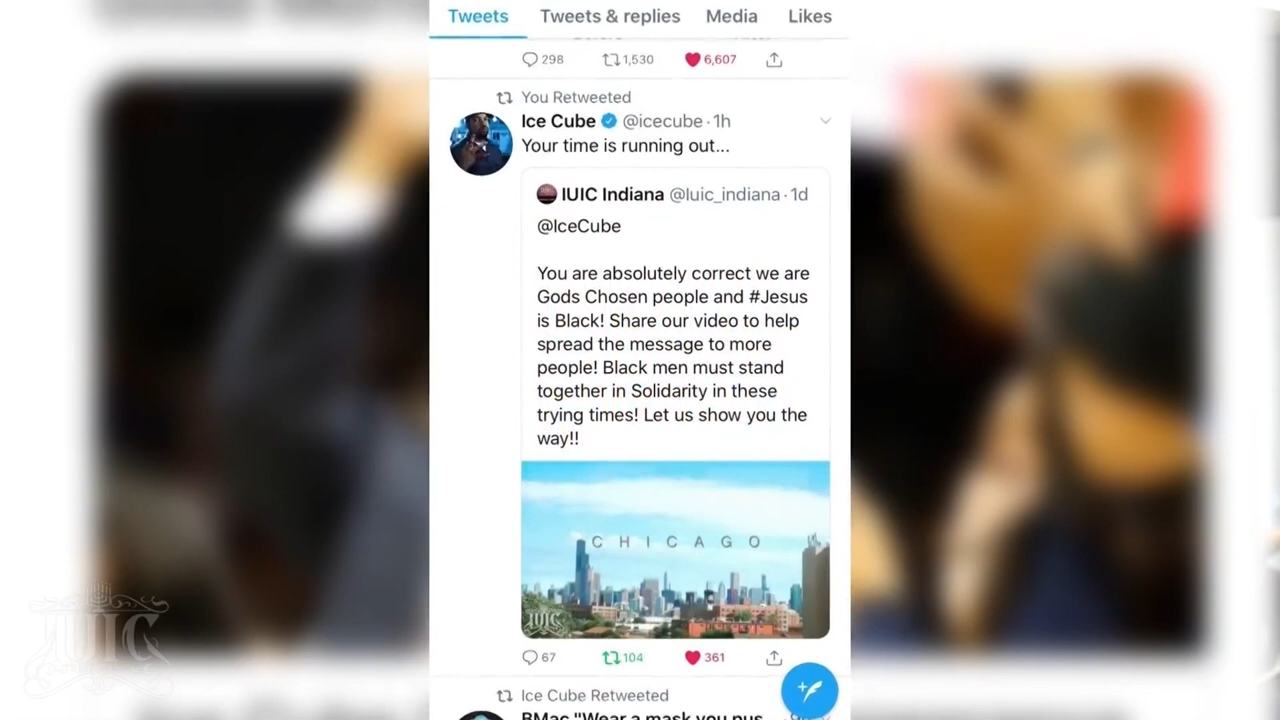 Tweets Tweets & replies Media Likes
298 1,530 6,607
You Retweeted
Ice Cube @icecube · 1h
Your time is running out...
IUIC Indiana @Iuic_indiana · 1d
@IceCube
You are absolutely correct we are
Gods Chosen people and #Jesus
is Black! Share our video to help
spread the message to more
people! Black men must stand
together in Solidarity in these
trying times! Let us show you the
way!!
CHICAGO
IUIC
67 104 361
Ice Cube Retweeted
BMac "Wear a mask you pus...
IUIC